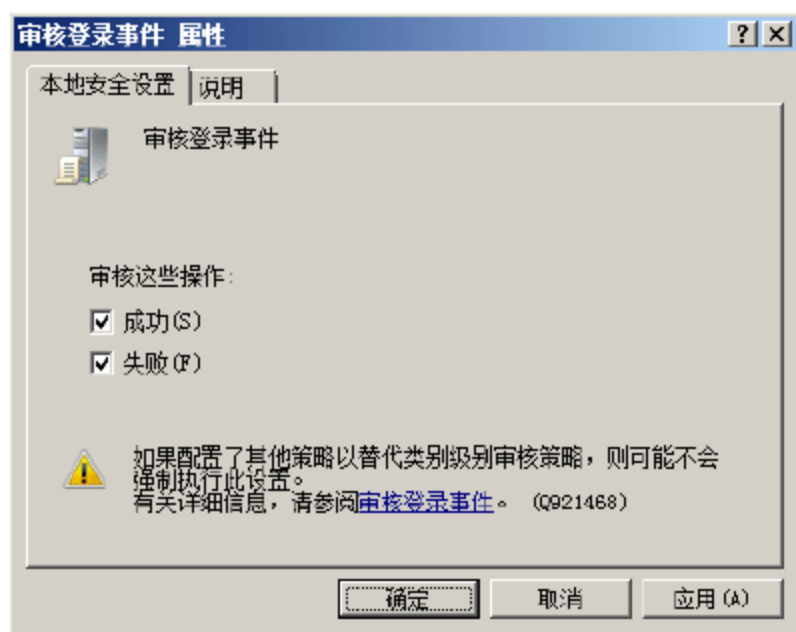 审核登录事件 属性
本地安全设置
说明
审核登录事件
审核这些操作:
成功(S)
失败(F)
如果配置了其他策略以替代类别级别审核策略，则可能不会
强制执行此设置。
有关详细信息，请参阅审核登录事件。 (Q921468)
确定
取消
应用(A)